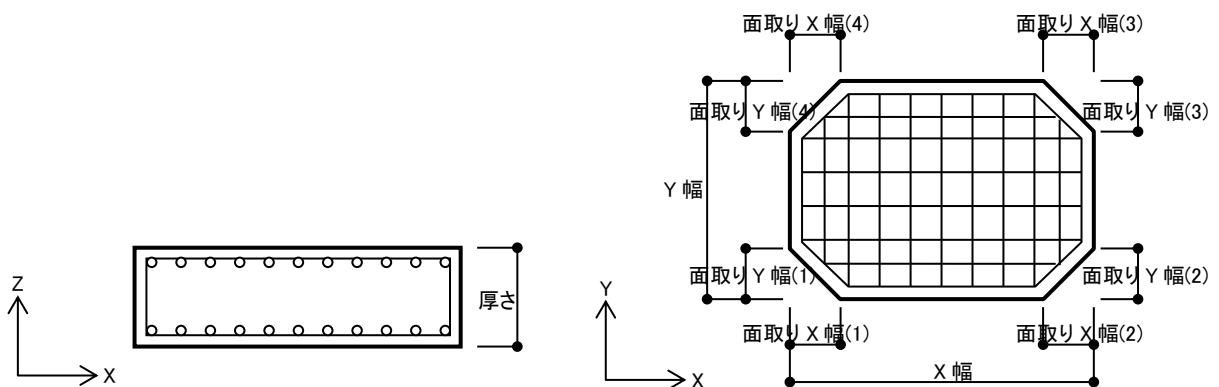 Z
X
厚さ
面取り X 幅(4)
面取り X 幅(3)
面取り Y 幅(4)
面取り Y 幅(3)
Y 幅
面取り Y 幅(1)
面取り Y 幅(2)
Y
X
面取り X 幅(1)
面取り X 幅(2)
X 幅